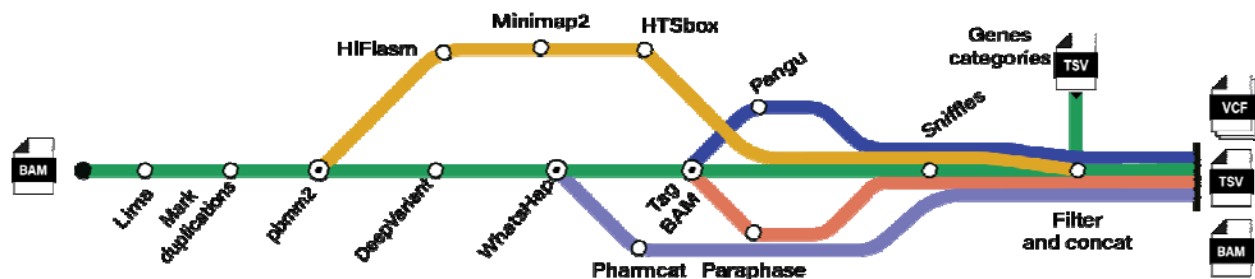 Minimap2
HTSbox
HiFlasm
Genes
categories
TSV
Pangu
Sniffles
VCF
BAM
TSV
Lima
Mark
duplications
pbmm2
DeepVariant
WhatsHap
Tag
BAM
Pharmcat
Paraphase
Filter
and concat
BAM